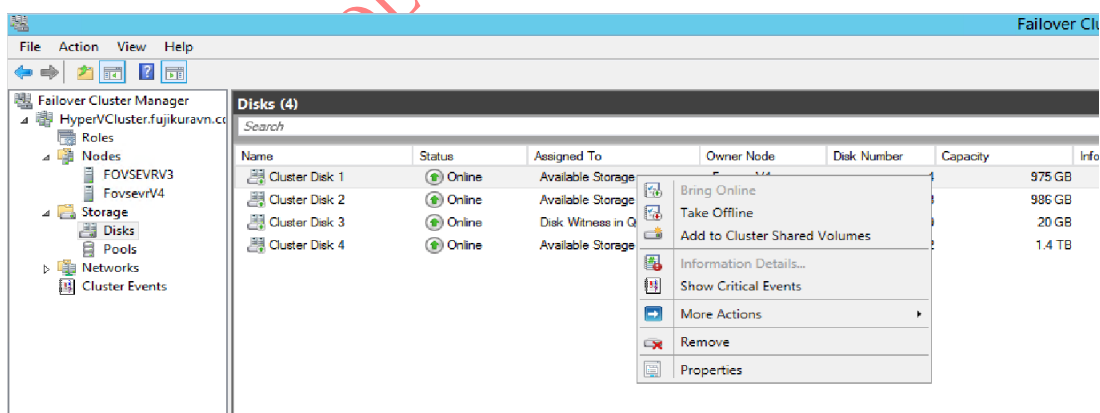 Failover Clu
File Action View Help
Failover Cluster Manager
HyperVCluster.fujikuravn.co
Roles
Nodes
FOVSEVRV3
FovsevrV4
Storage
Disks
Pools
Networks
Cluster Events
Disks (4)
Search
Name Status Assigned To Owner Node Disk Number Capacity Info
Cluster Disk 1 Online Available Storage 975 GB
Cluster Disk 2 Online Available Storage 986 GB
Cluster Disk 3 Online Disk Witness in Q 20 GB
Cluster Disk 4 Online Available Storage 1.4 TB
Bring Online
Take Offline
Add to Cluster Shared Volumes
Information Details...
Show Critical Events
More Actions
Remove
Properties